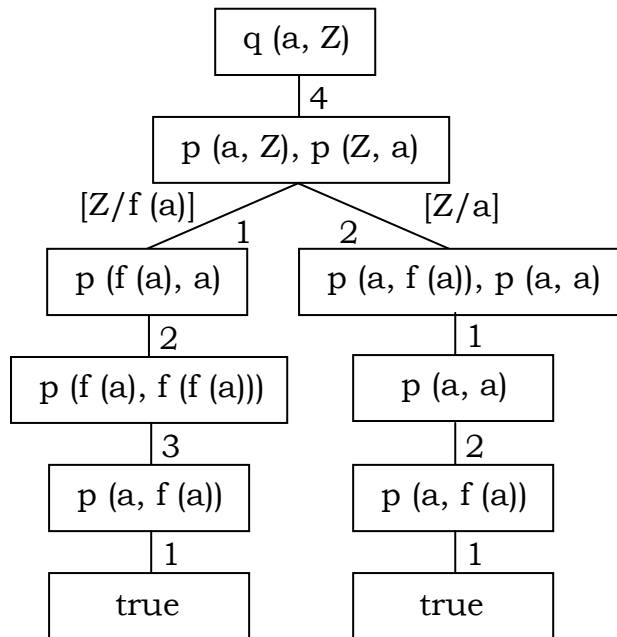 q (a, Z)
4
p (a, Z), p (Z, a)
[Z/f (a)] [Z/a]
1 2
p (f (a), a) p (a, f (a)), p (a, a)
2 1
p (f (a), f (f (a))) p (a, a)
3 2
p (a, f (a)) p (a, f (a))
1 1
true true